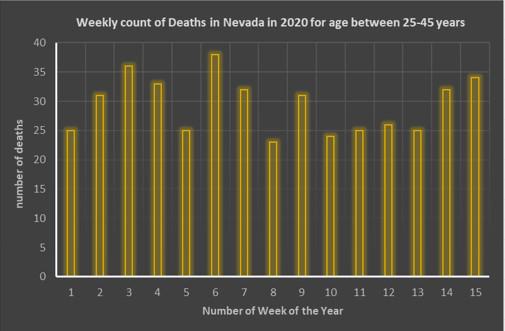 Weekly count of Deaths in Nevada in 2020 for age between 25-45 years
number of deaths
40
35
30
25
20
15
10
5
0
1 2 3 4 5 6 7 8 9 10 11 12 13 14 15
Number of Week of the Year